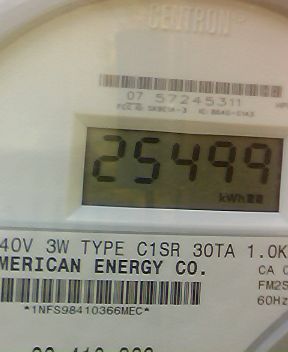 CENTRON
07 57245311
25499
kWh
40V 3W TYPE C1SR 30TA 1.0K
MERICAN ENERGY CO.
CA 0
FM2S
60Hz
*1NFS98410366MEC*